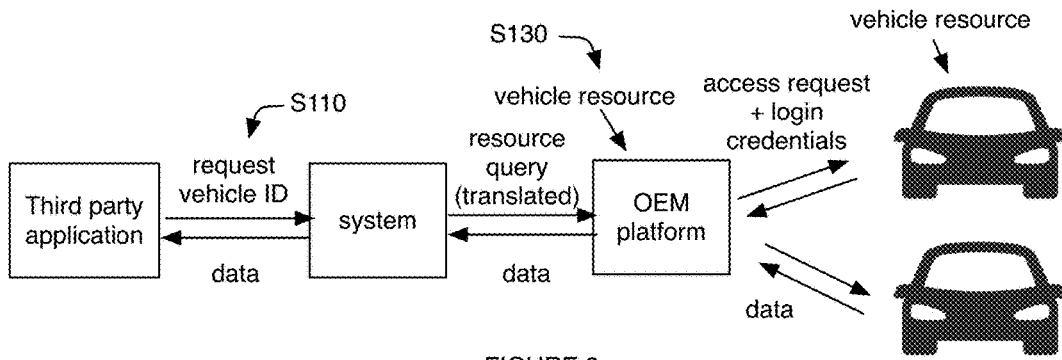 vehicle resource
S130
access request
+ login
credentials
vehicle resource
S110
resource
query
(translated)
request
vehicle ID
Third party
application
system
OEM
platform
data
data
data